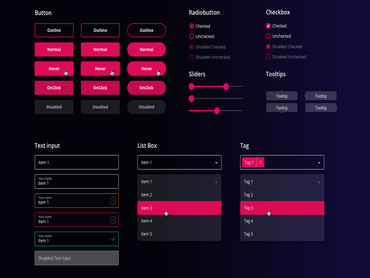 Button
Outline Outline Outline
Normal Normal Normal
Hover Hover Hover
OnClick OnClick OnClick
Disabled Disabled Disabled
Radiobutton
Checked
Unchecked
Disabled Checked
Disabled Unchecked
Checkbox
Checked
Unchecked
Disabled Checked
Disabled Unchecked
Sliders
Tooltips
Tooltip Tooltip
Tooltip Tooltip
Text input
Item 1
Your name
Item 1
Your name
Item 1
Your name
Item 1
Your name
Item 1
Disabled Text Input
List Box
Item 1
Item 1
Item 2
Item 3
Item 4
Item 5
Tag
Tag 1 X
Tag 1
Tag 2
Tag 3
Tag 4
Tag 5